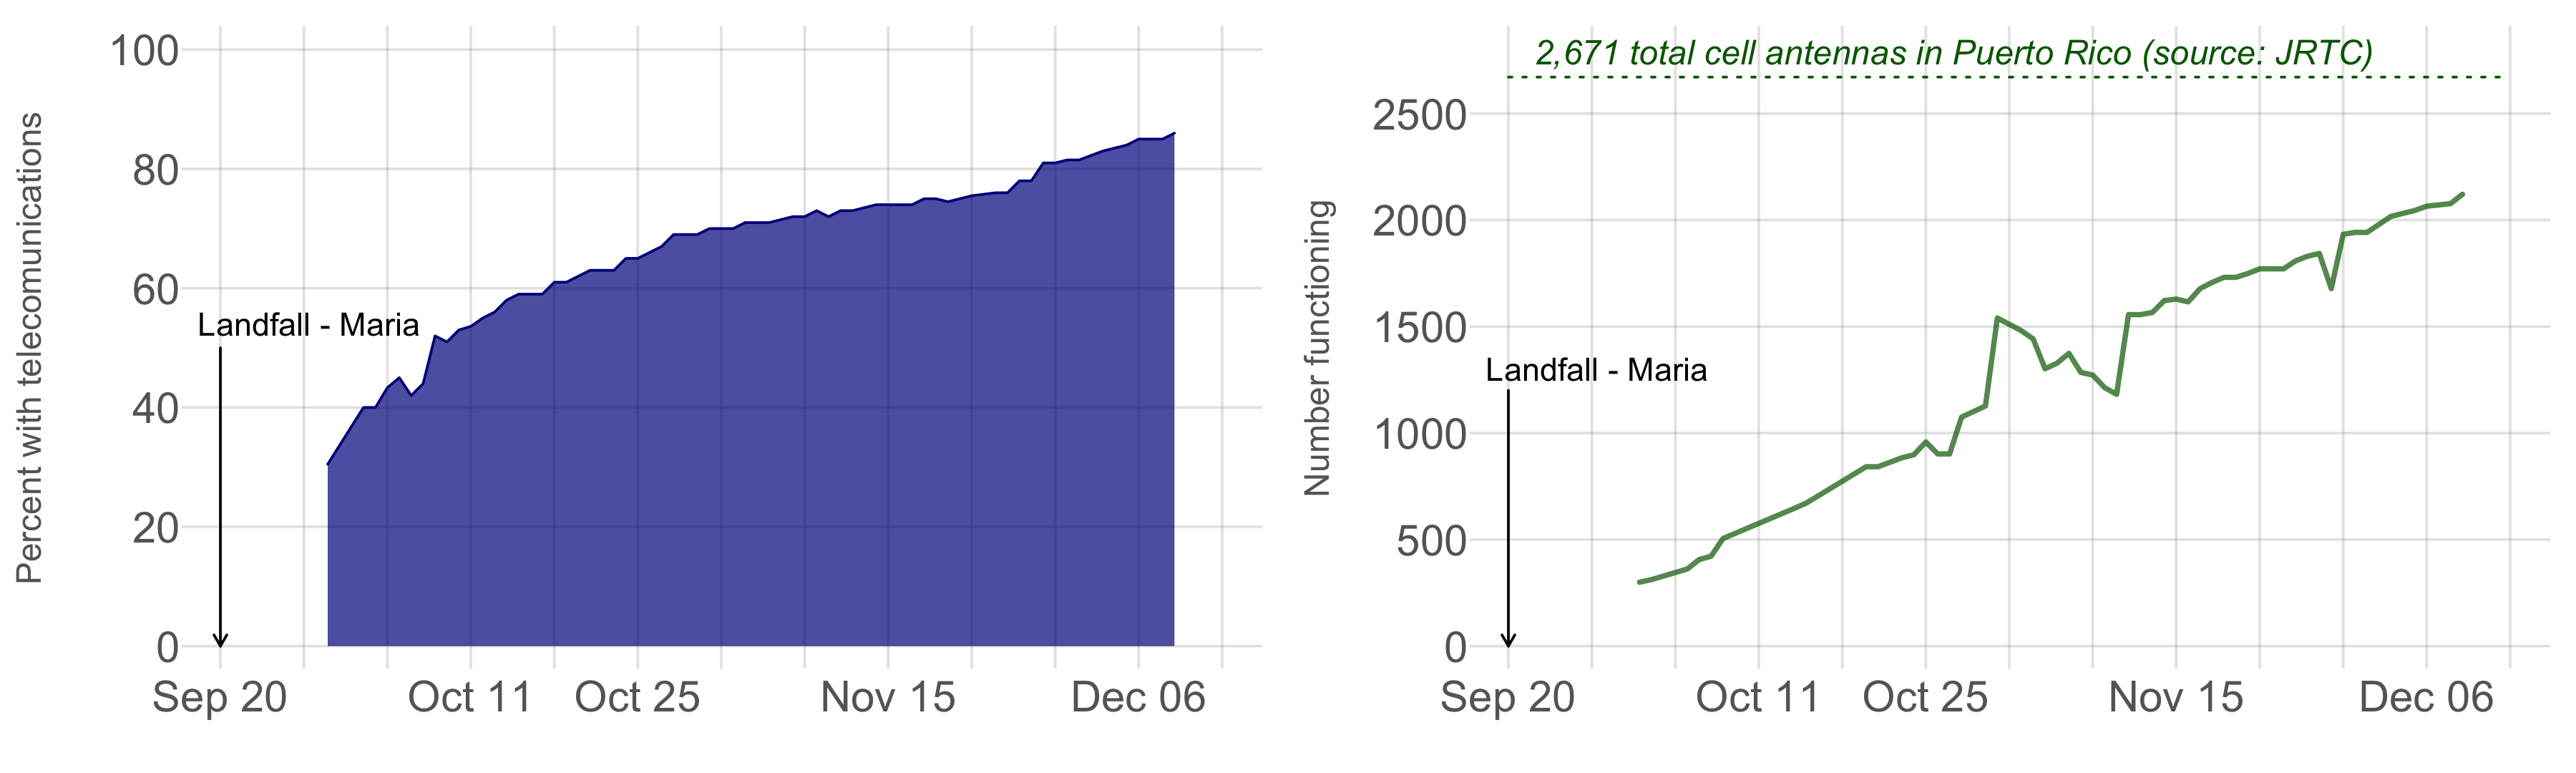 Percent with telecomunications
100
80
60
40
20
0
Landfall - Maria
Sep 20
Oct 11
Oct 25
Nov 15
Dec 06
Number functioning
2,671 total cell antennas in Puerto Rico (source: JRTC)
2500
2000
1500
1000
500
0
Landfall - Maria
Sep 20
Oct 11
Oct 25
Nov 15
Dec 06